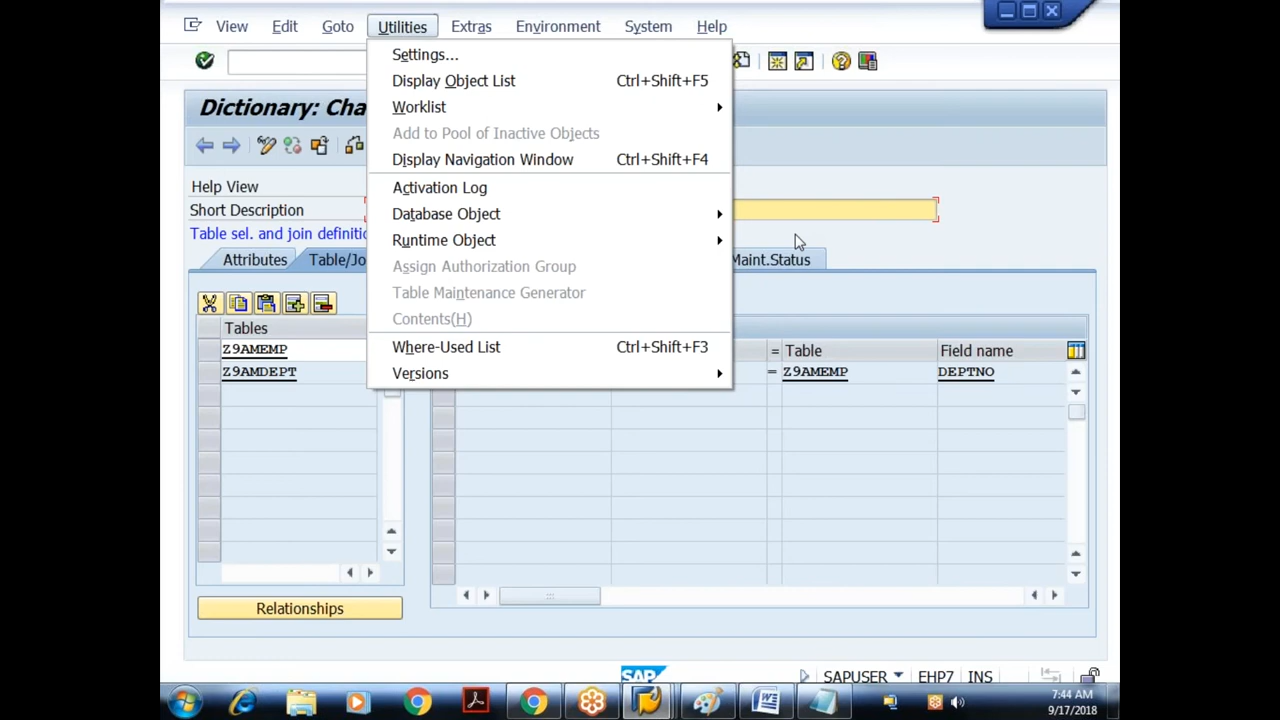 View Edit Goto Utilities Extras Environment System Help
Settings...
Display Object List Ctrl+Shift+F5
Worklist
Add to Pool of Inactive Objects
Display Navigation Window Ctrl+Shift+F4
Activation Log
Database Object
Runtime Object
Assign Authorization Group
Table Maintenance Generator
Contents(H)
Where-Used List Ctrl+Shift+F3
Versions
Dictionary: Cha
Help View
Short Description
Table sel. and join definitio
Attributes Table/Jo Maint.Status
Tables
Z9AMEMP
Z9AMDEPT
= Table Field name
= Z9AMEMP DEPTNO
Relationships
SAP SAPUSER EHP7 INS
7:44 AM
9/17/2018